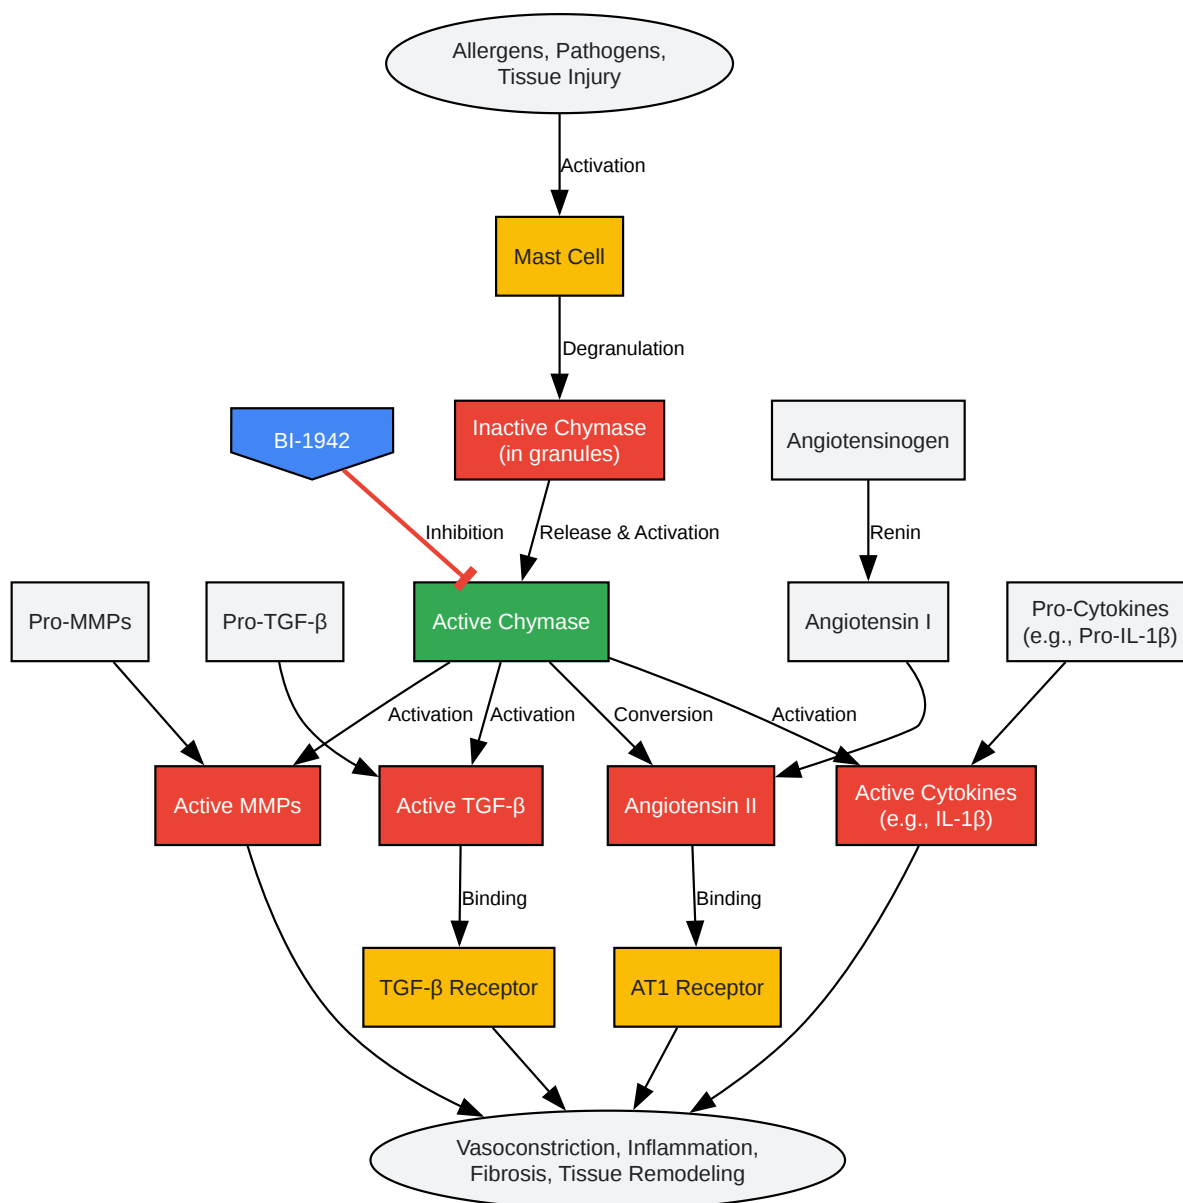 Allergens, Pathogens,
Tissue Injury
Activation
Mast Cell
Degranulation
BI-1942
Inactive Chymase
(in granules)
Angiotensinogen
Inhibition
Release & Activation
Renin
Pro-MMPs
Pro-TGF-β
Active Chymase
Angiotensin I
Pro-Cytokines
(e.g., Pro-IL-1β)
Activation
Activation
Conversion
Activation
Active MMPs
Active TGF-β
Angiotensin II
Active Cytokines
(e.g., IL-1β)
Binding
Binding
TGF-β Receptor
AT1 Receptor
Vasoconstriction, Inflammation,
Fibrosis, Tissue Remodeling